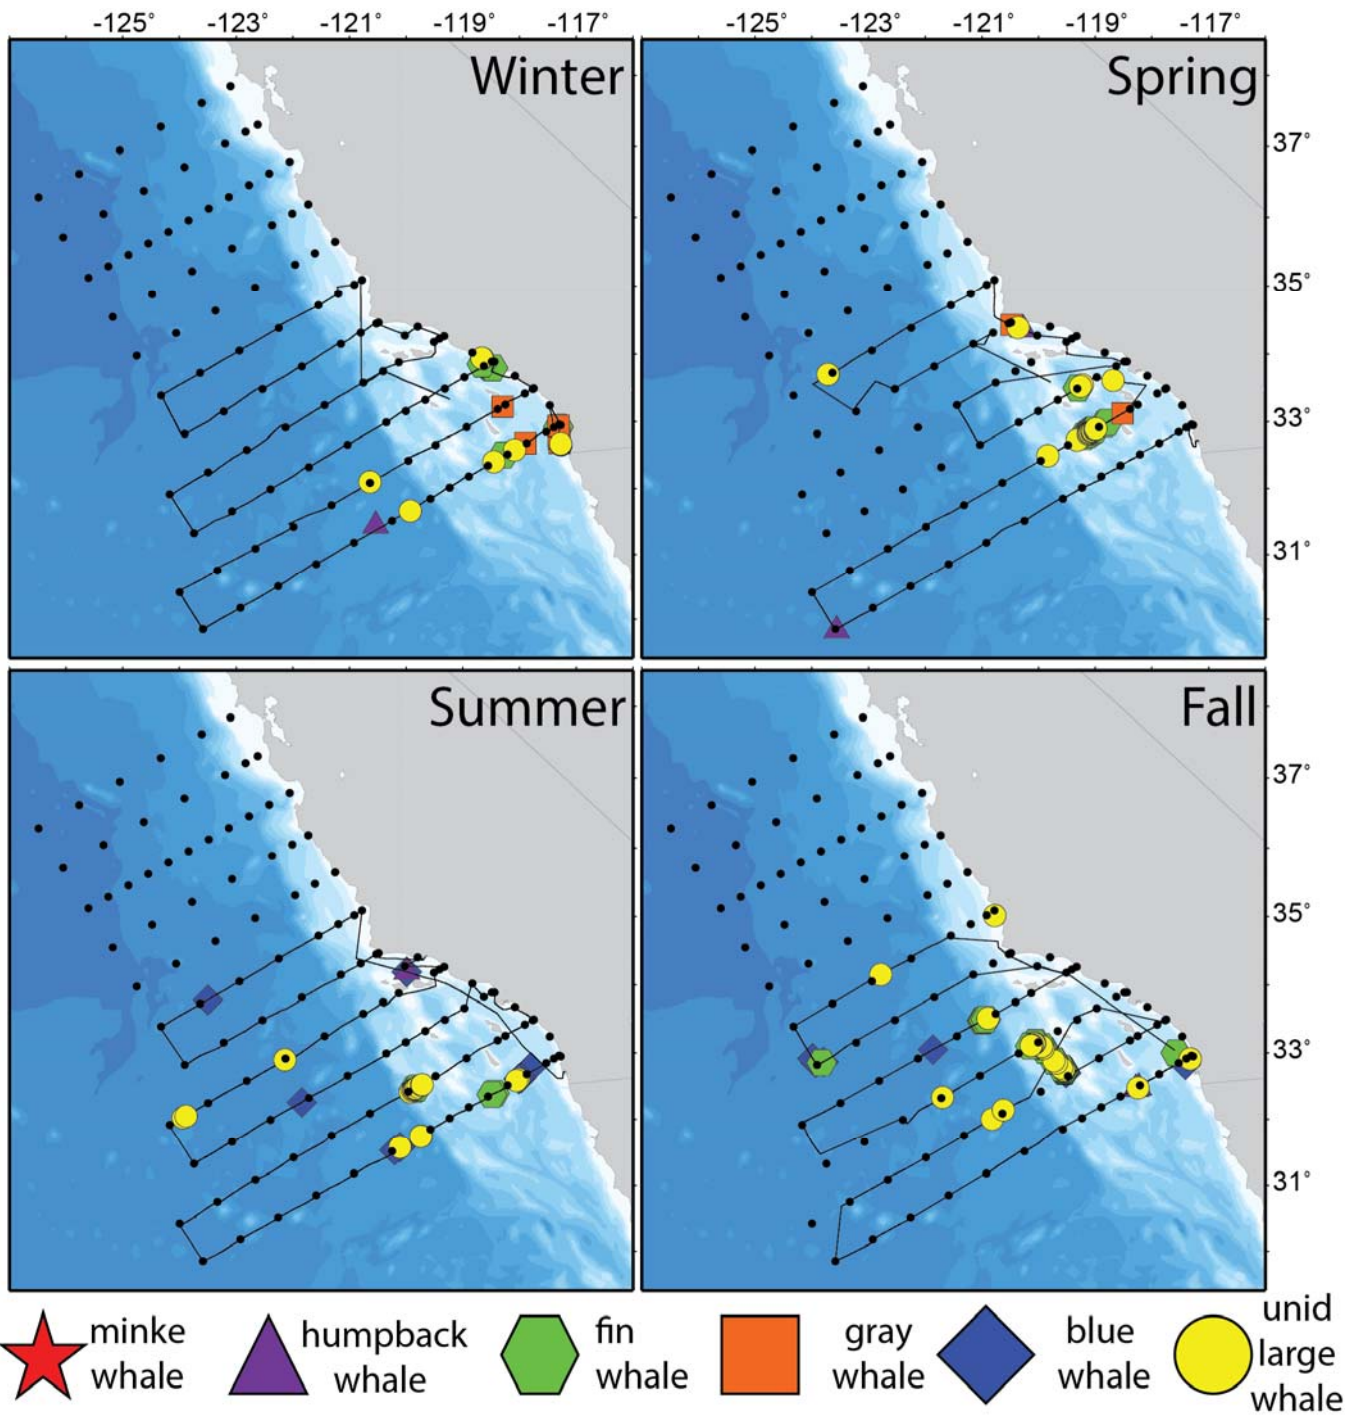 -125° -123° -121° -119° -117° -125° -123° -121° -119° -117°
Winter
Spring
37°
35°
33°
31°
Summer
Fall
37°
35°
33°
31°
minke
whale
humpback
whale
fin
whale
gray
whale
blue
whale
unid
large
whale